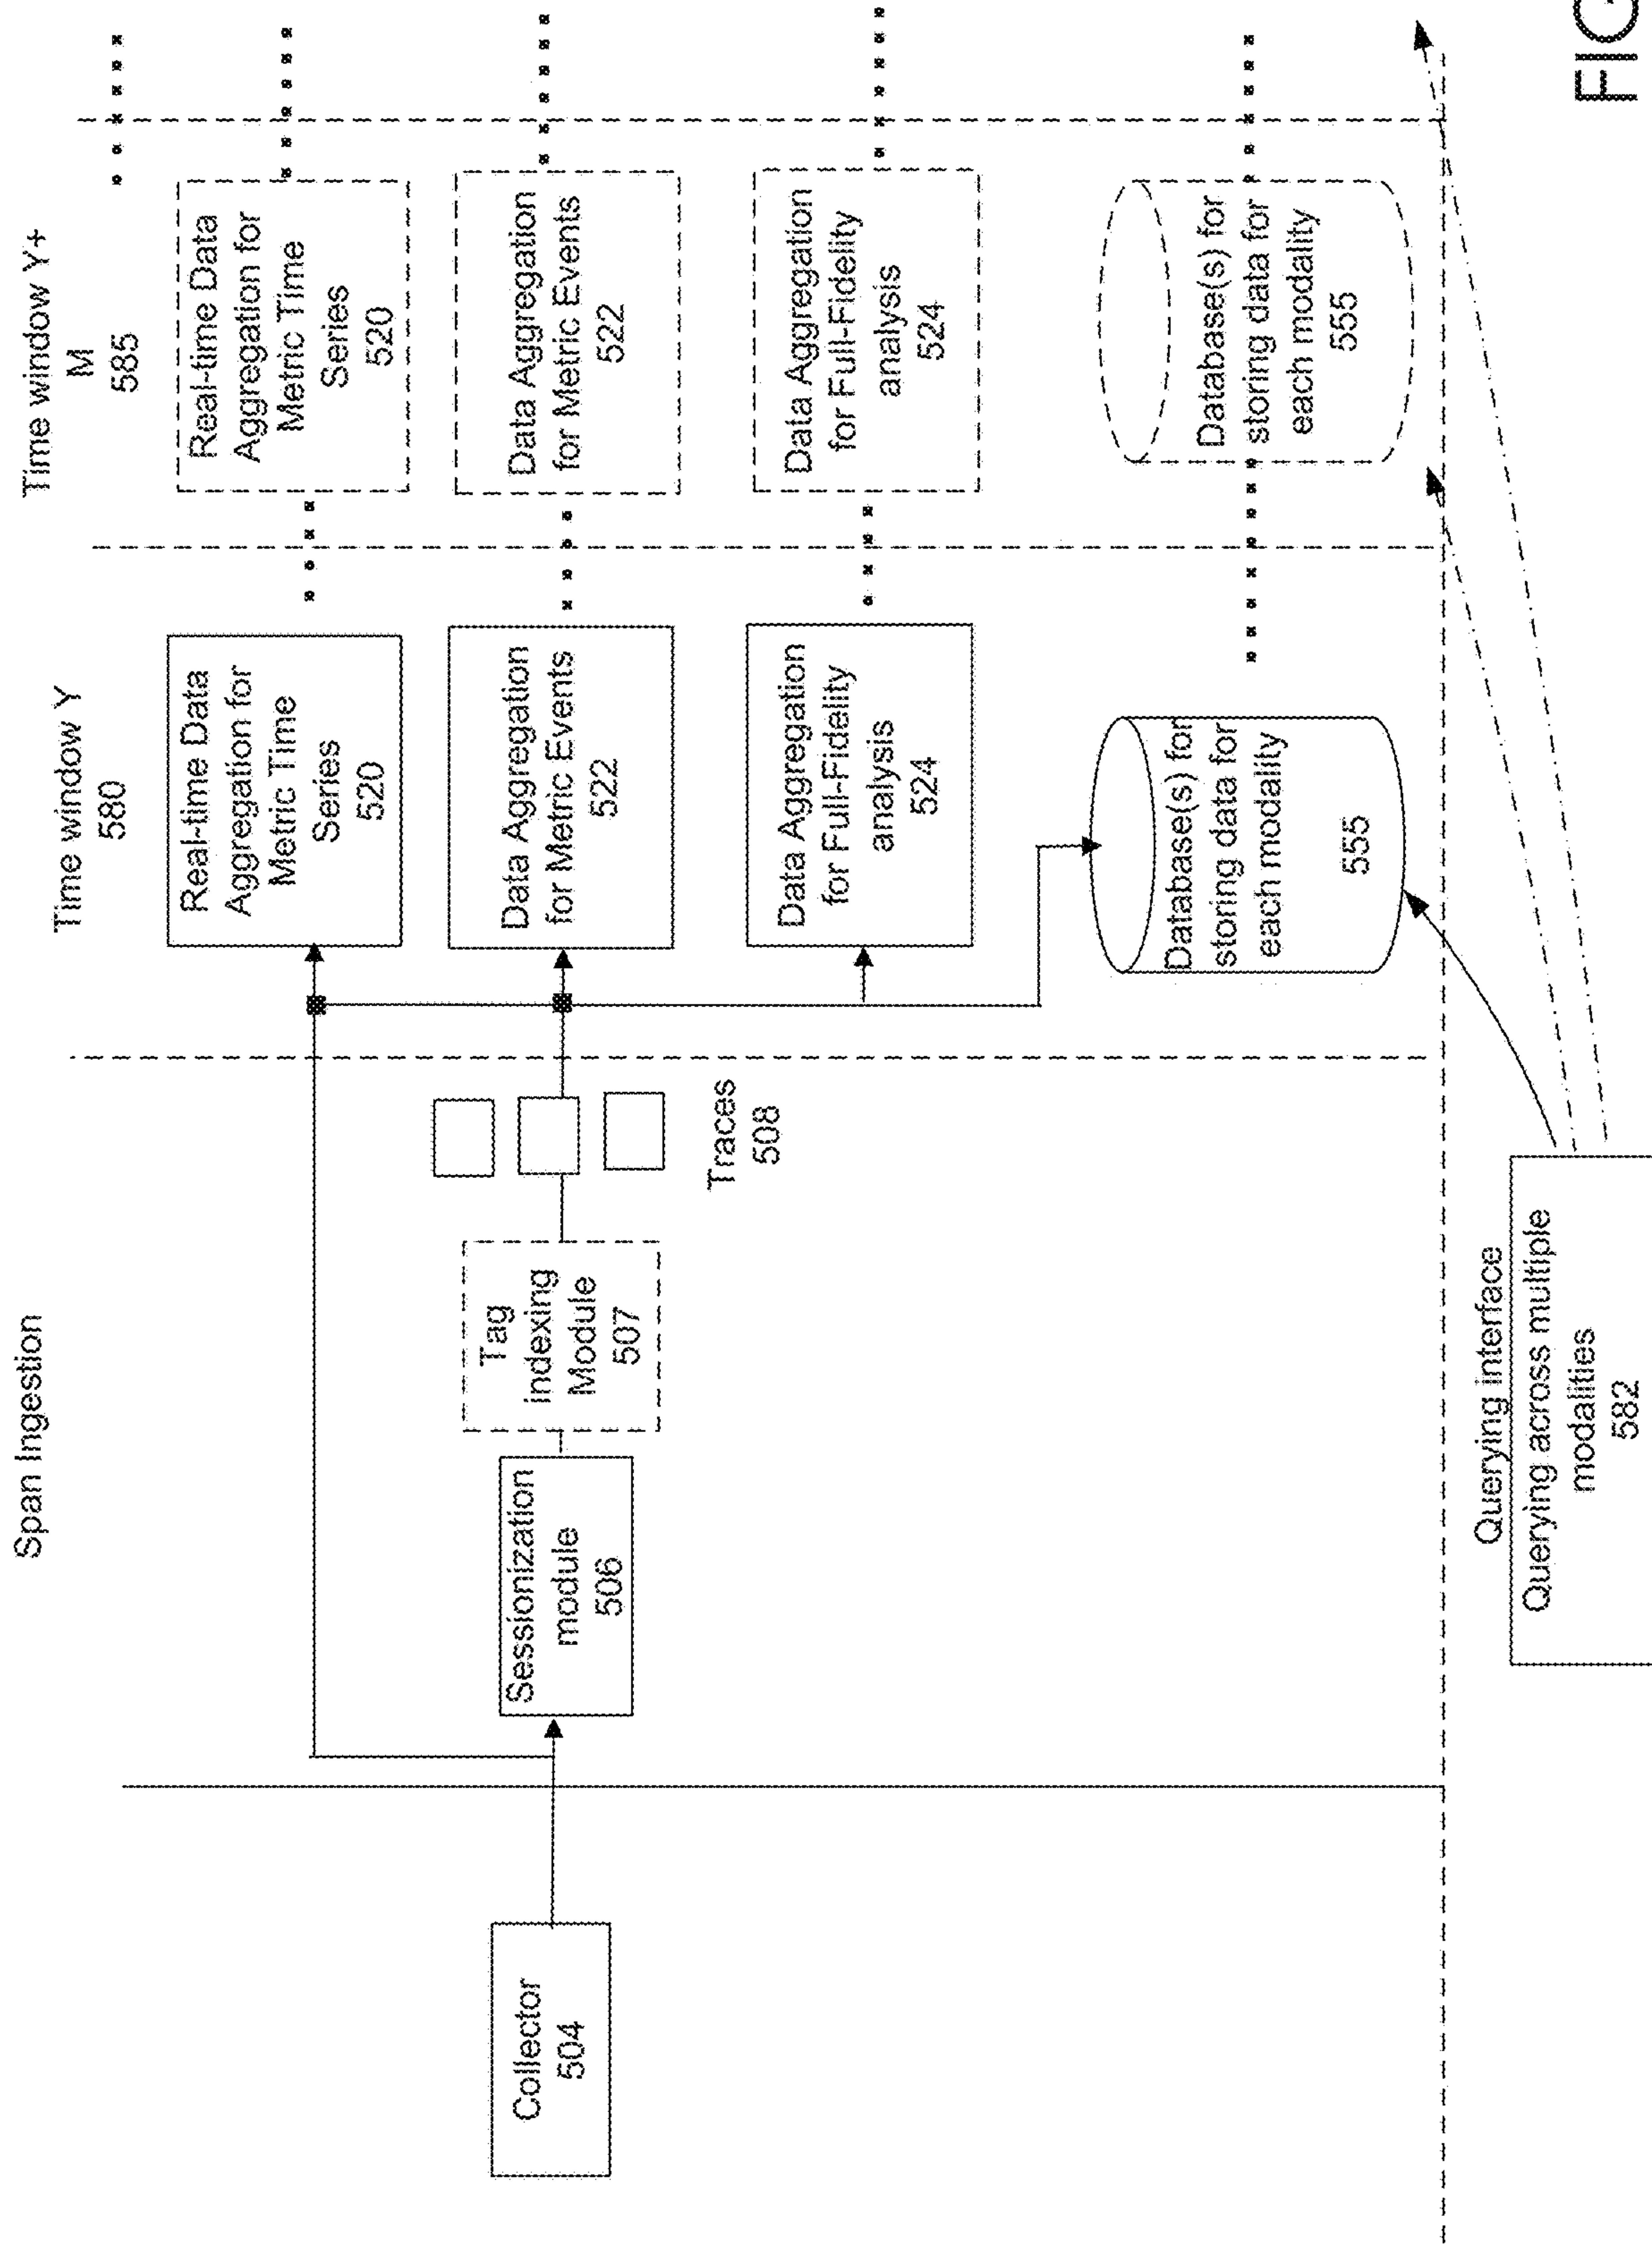 Span Ingestion
Time window Y
580
Time window Y+
M
585
Collector
504
Sessionization
module
506
Tag
indexing
Module
507
Traces
508
Real-time Data
Aggregation for
Metric Time
Series
520
Data Aggregation
for Metric Events
522
Data Aggregation
for Full-Fidelity
analysis
524
Database(s) for
storing data for
each modality
555
Real-time Data
Aggregation for
Metric Time
Series
520
Data Aggregation
for Metric Events
522
Data Aggregation
for Full-Fidelity
analysis
524
Database(s) for
storing data for
each modality
555
Querying interface
Querying across multiple
modalities
582